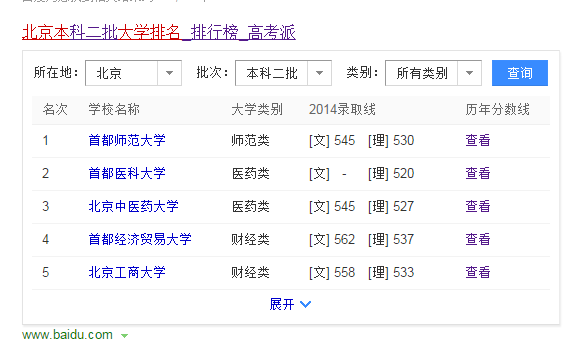 北京本科二批大学排名_排行榜_高考派
所在地： 北京 批次： 本科二批 类别： 所有类别 查询
名次 学校名称 大学类别 2014录取线 历年分数线
1 首都师范大学 师范类 [文] 545 [理] 530 查看
2 首都医科大学 医药类 [文] - [理] 520 查看
3 北京中医药大学 医药类 [文] 545 [理] 527 查看
4 首都经济贸易大学 财经类 [文] 562 [理] 537 查看
5 北京工商大学 财经类 [文] 558 [理] 533 查看
展开
www.baidu.com